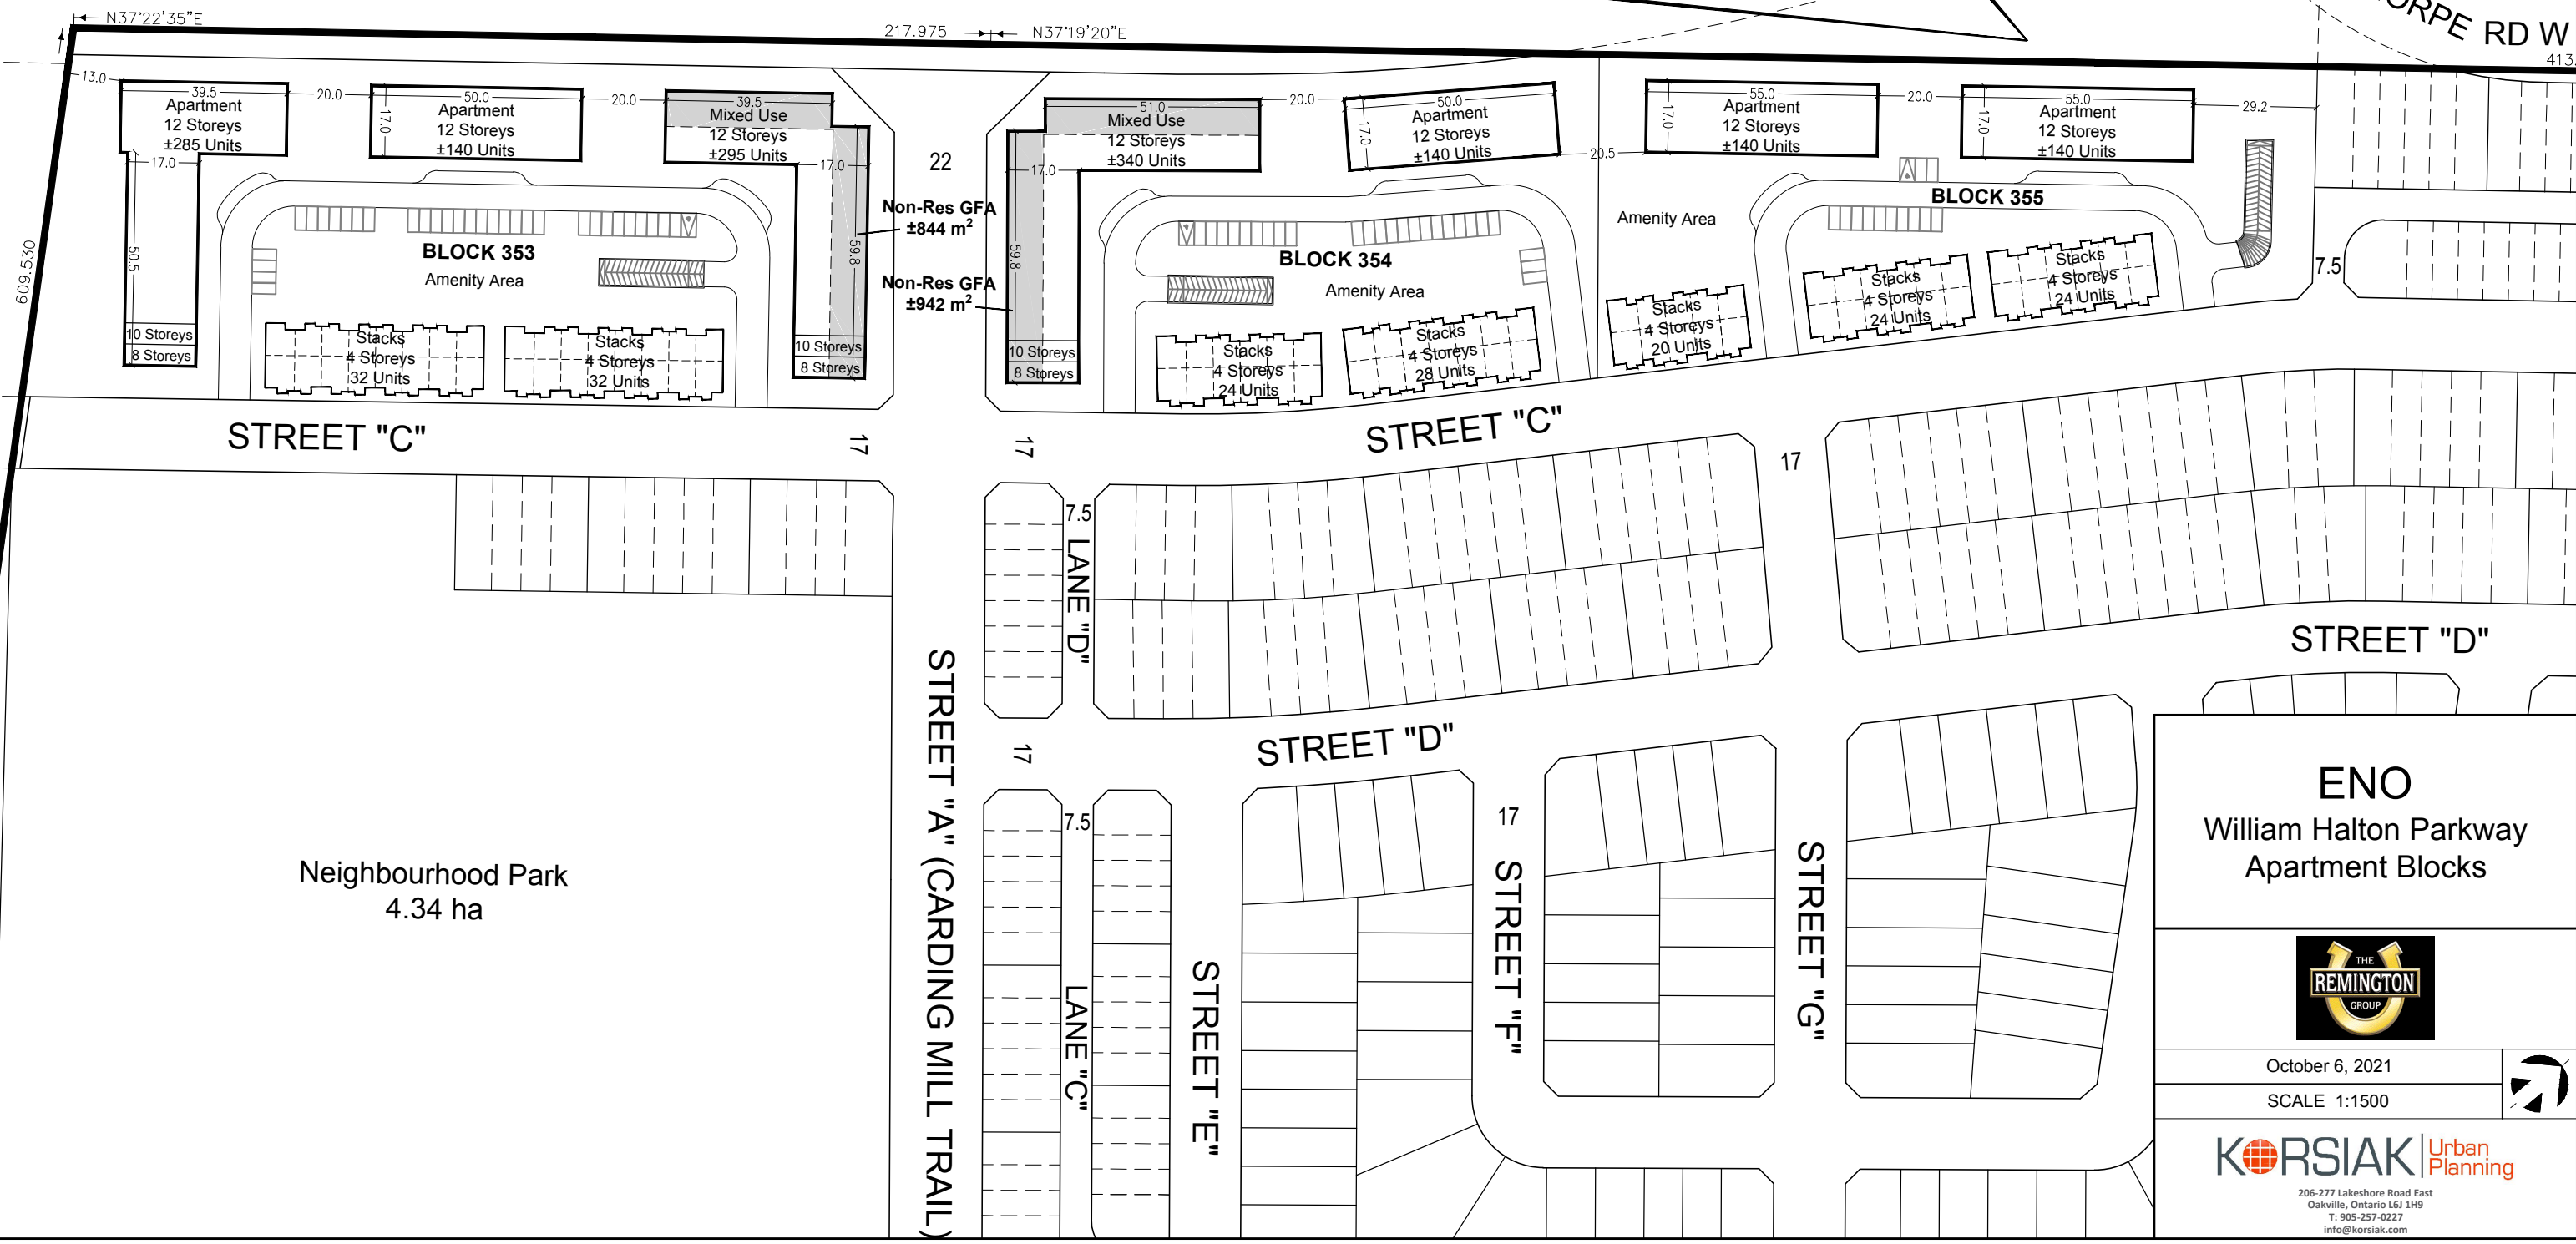 N37°22'35"E
217.975
N37°19'20"E
RD W
413.
609.530
13.0
39.5
Apartment
12 Storeys
±285 Units
17.0
50.5
10 Storeys
8 Storeys
20.0
50.0
17.0
Apartment
12 Storeys
±140 Units
20.0
39.5
Mixed Use
12 Storeys
±295 Units
17.0
59.8
10 Storeys
8 Storeys
BLOCK 353
Amenity Area
Stacks
4 Storeys
32 Units
Stacks
4 Storeys
32 Units
22
Non-Res GFA
±844 m²
Non-Res GFA
±942 m²
51.0
Mixed Use
12 Storeys
±340 Units
17.0
59.8
10 Storeys
8 Storeys
20.0
50.0
17.0
Apartment
12 Storeys
±140 Units
20.5
BLOCK 354
Amenity Area
Stacks
4 Storeys
24 Units
Stacks
4 Storeys
28 Units
55.0
17.0
Apartment
12 Storeys
±140 Units
20.0
55.0
17.0
Apartment
12 Storeys
±140 Units
29.2
BLOCK 355
Amenity Area
Stacks
4 Storeys
20 Units
Stacks
4 Storeys
24 Units
Stacks
4 Storeys
24 Units
7.5
STREET "C"
17
17
STREET "C"
17
7.5
LANE "D"
STREET "D"
STREET "D"
17
STREET "A" (CARDING MILL TRAIL)
7.5
LANE "C"
STREET "E"
17
STREET "F"
STREET "G"
Neighbourhood Park
4.34 ha
ENO
William Halton Parkway
Apartment Blocks
THE
REMINGTON
GROUP
October 6, 2021
SCALE 1:1500
KORSIAK
Urban
Planning
206-277 Lakeshore Road East
Oakville, Ontario L6J 1H9
T: 905-257-0227
info@korsiak.com